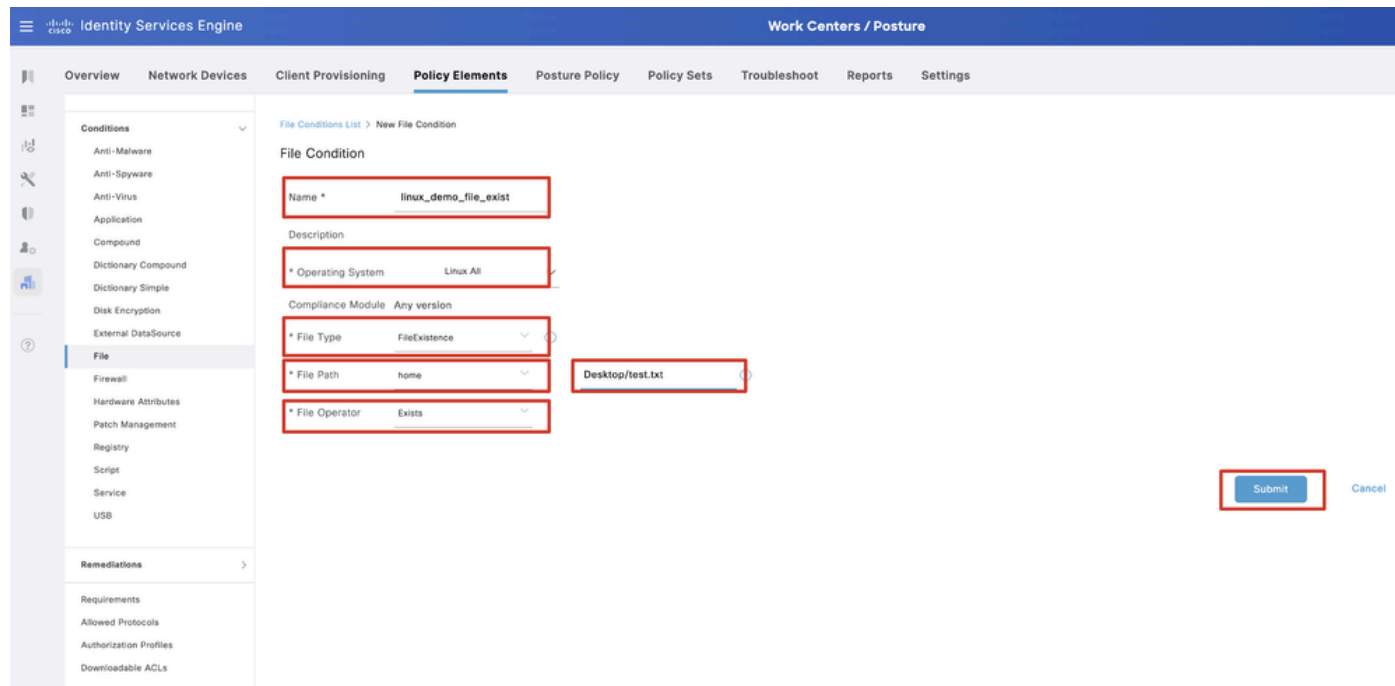 cisco Identity Services Engine
Work Centers / Posture
Overview Network Devices Client Provisioning Policy Elements Posture Policy Policy Sets Troubleshoot Reports Settings
Conditions
Anti-Malware
Anti-Spyware
Anti-Virus
Application
Compound
Dictionary Compound
Dictionary Simple
Disk Encryption
External DataSource
File
Firewall
Hardware Attributes
Patch Management
Registry
Script
Service
USB
Remediations
Requirements
Allowed Protocols
Authorization Profiles
Downloadable ACLs
File Conditions List > New File Condition
File Condition
Name * linux_demo_file_exist
Description
* Operating System Linux All
Compliance Module Any version
* File Type FileExistence
* File Path home Desktop/test.txt
* File Operator Exists
Submit Cancel